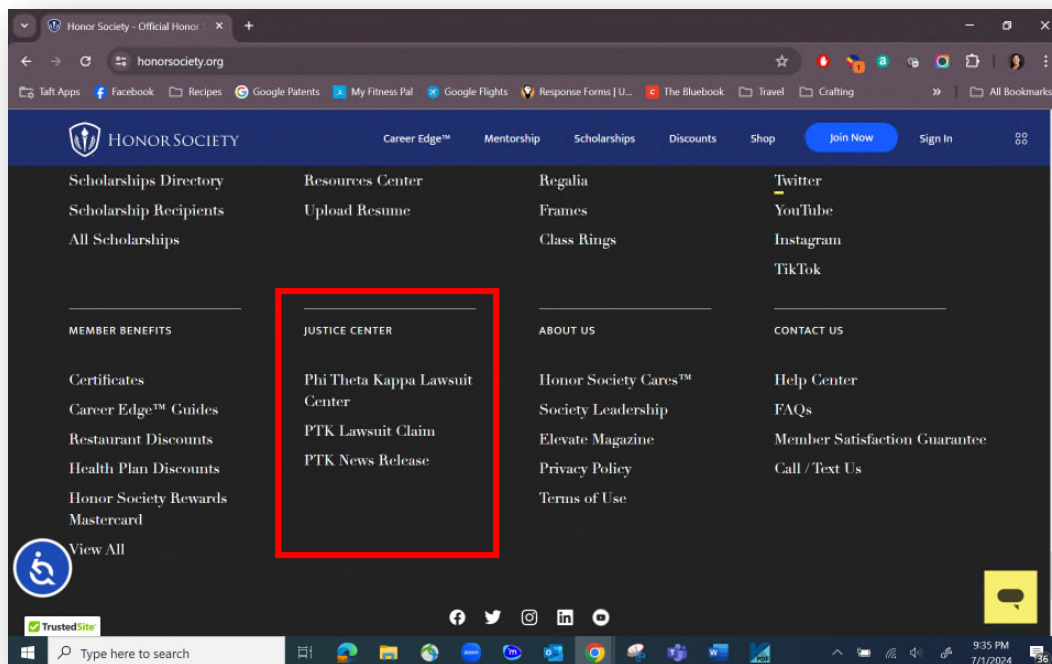 Honor Society - Official Honor S
honorsociety.org
Taft Apps Facebook Recipes Google Patents My Fitness Pal Google Flights Response Forms | U... The Bluebook Travel Crafting » All Bookmarks
HONOR SOCIETY Career Edge™ Mentorship Scholarships Discounts Shop Join Now Sign In
Scholarships Directory Resources Center Regalia Twitter
Scholarship Recipients Upload Resume Frames YouTube
All Scholarships Class Rings Instagram
TikTok
MEMBER BENEFITS JUSTICE CENTER ABOUT US CONTACT US
Certificates Phi Theta Kappa Lawsuit Honor Society Cares™ Help Center
Career Edge™ Guides Center Society Leadership FAQs
Restaurant Discounts PTK Lawsuit Claim Elevate Magazine Member Satisfaction Guarantee
Health Plan Discounts PTK News Release Privacy Policy Call / Text Us
Honor Society Rewards Terms of Use
Mastercard
View All
TrustedSite
Type here to search 9:35 PM
7/1/2024 36